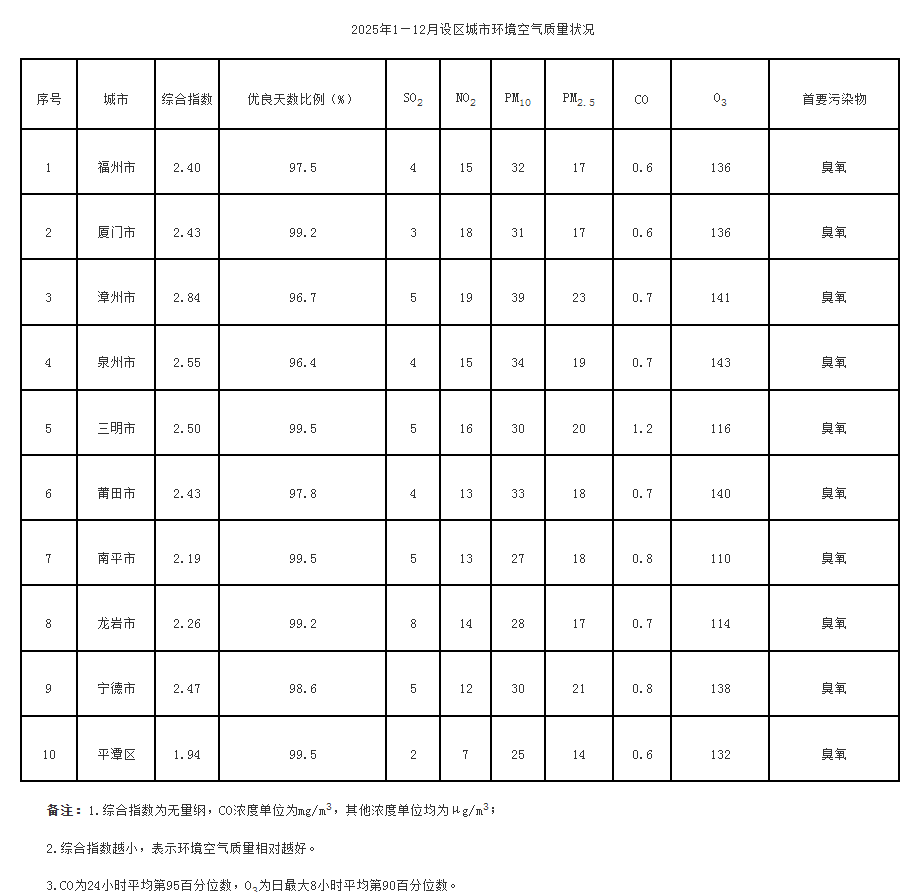 2025年1—12月设区城市环境空气质量状况
序号 城市 综合指数 优良天数比例（%） SO2 NO2 PM10 PM2.5 CO O3 首要污染物
1 福州市 2.40 97.5 4 15 32 17 0.6 136 臭氧
2 厦门市 2.43 99.2 3 18 31 17 0.6 136 臭氧
3 漳州市 2.84 96.7 5 19 39 23 0.7 141 臭氧
4 泉州市 2.55 96.4 4 15 34 19 0.7 143 臭氧
5 三明市 2.50 99.5 5 16 30 20 1.2 116 臭氧
6 莆田市 2.43 97.8 4 13 33 18 0.7 140 臭氧
7 南平市 2.19 99.5 5 13 27 18 0.8 110 臭氧
8 龙岩市 2.26 99.2 8 14 28 17 0.7 114 臭氧
9 宁德市 2.47 98.6 5 12 30 21 0.8 138 臭氧
10 平潭区 1.94 99.5 2 7 25 14 0.6 132 臭氧
备注：1.综合指数为无量纲，CO浓度单位为mg/m3，其他浓度单位均为μg/m3；
2.综合指数越小，表示环境空气质量相对越好。
3.CO为24小时平均第95百分位数，O3为日最大8小时平均第90百分位数。